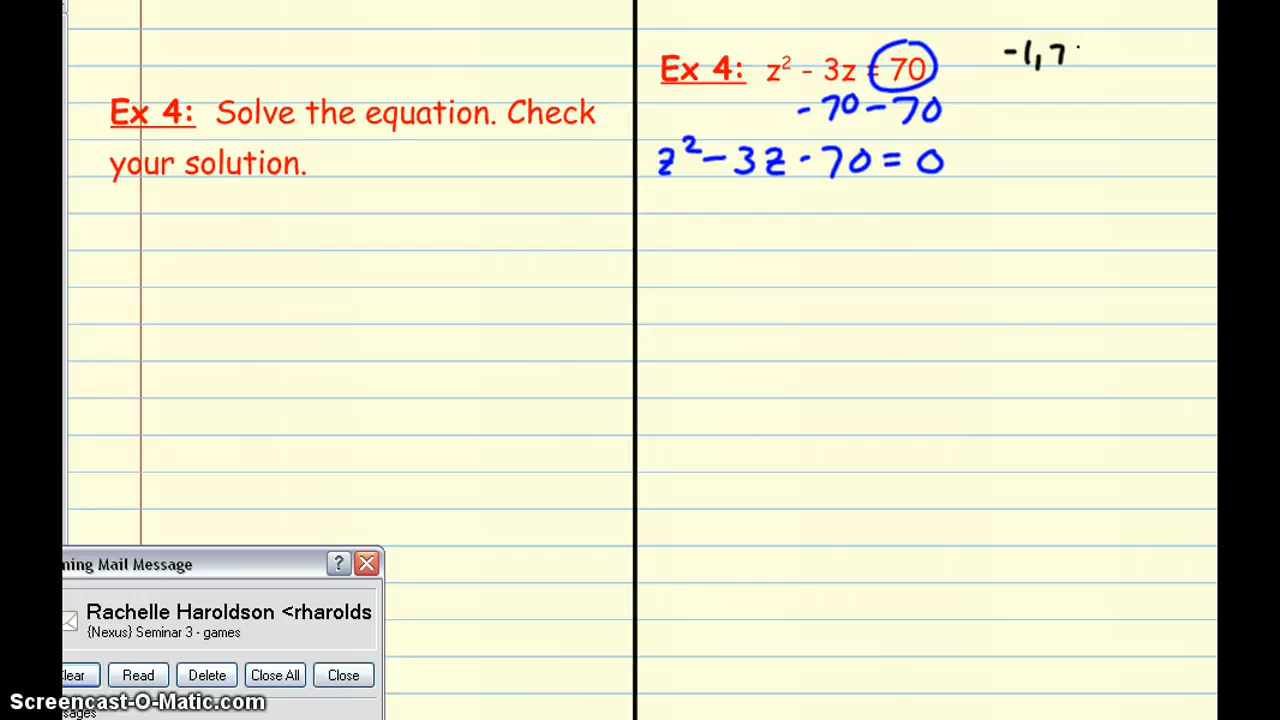 Ex 4: Solve the equation. Check
your solution.
Ex 4: z² - 3z = 70
- 70 - 70
z² - 3z - 70 = 0
-1, 7
ning Mail Message
Rachelle Haroldson <rharolds
{Nexus} Seminar 3 - games
Clear Read Delete Close All Close
Screencast-O-Matic.com